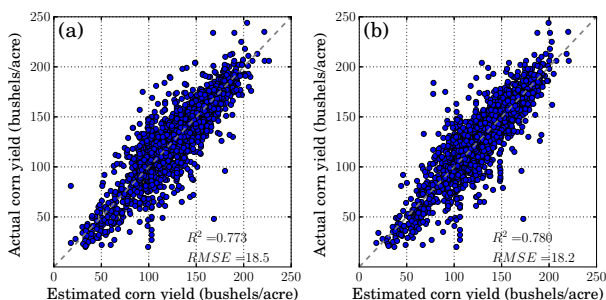 250
200
150
100
50
Actual corn yield (bushels/acre)
(a)
R² =0.773
RMSE =18.5
0 50 100 150 200 250
Estimated corn yield (bushels/acre)
250
200
150
100
50
Actual corn yield (bushels/acre)
(b)
R² =0.780
RMSE =18.2
0 50 100 150 200 250
Estimated corn yield (bushels/acre)